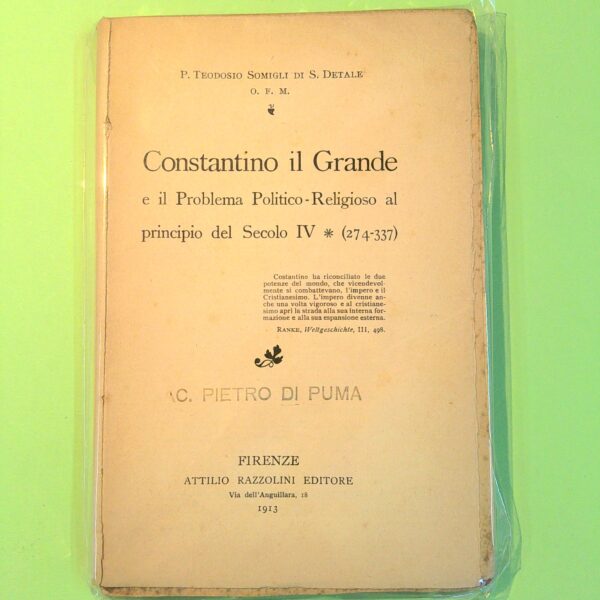 P. Teodosio Somigli di S. Detale
O. F. M.
Constantino il Grande
e il Problema Politico-Religioso al
principio del Secolo IV * (274-337)
Costantino ha riconciliato le due
potenze del mondo, che vicendevol-
mente si combattevano, l'impero e il
Cristianesimo. L'impero divenne an-
che una volta vigoroso e al cristiane-
simo aprì la strada alla sua interna for-
mazione e alla sua espansione esterna.
Ranke, Weltgeschichte, III, 498.
AC. PIETRO DI PUMA
FIRENZE
ATTILIO RAZZOLINI EDITORE
Via dell'Anguillara, 18
1913